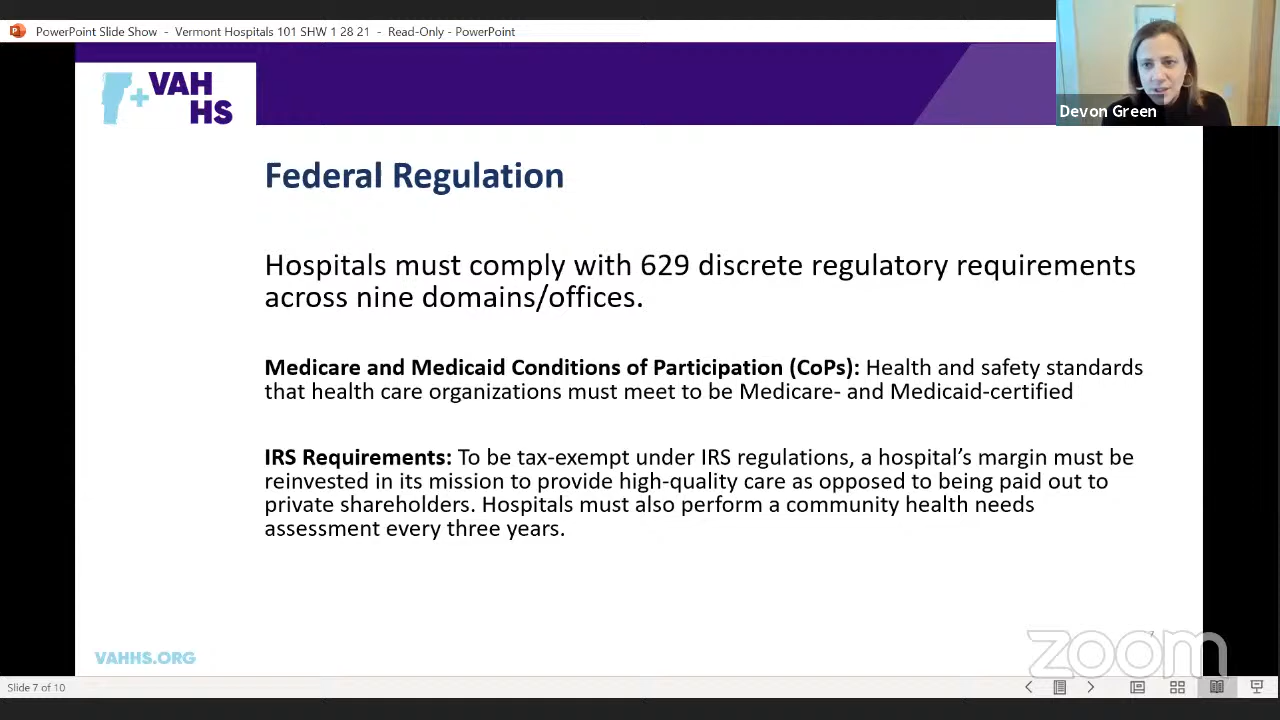 PowerPoint Slide Show - Vermont Hospitals 101 SHW 1 28 21 - Read-Only - PowerPoint
VAH
HS
Devon Green
Federal Regulation
Hospitals must comply with 629 discrete regulatory requirements
across nine domains/offices.
Medicare and Medicaid Conditions of Participation (CoPs): Health and safety standards
that health care organizations must meet to be Medicare- and Medicaid-certified
IRS Requirements: To be tax-exempt under IRS regulations, a hospital's margin must be
reinvested in its mission to provide high-quality care as opposed to being paid out to
private shareholders. Hospitals must also perform a community health needs
assessment every three years.
7
zoom
VAHHS.ORG
Slide 7 of 10